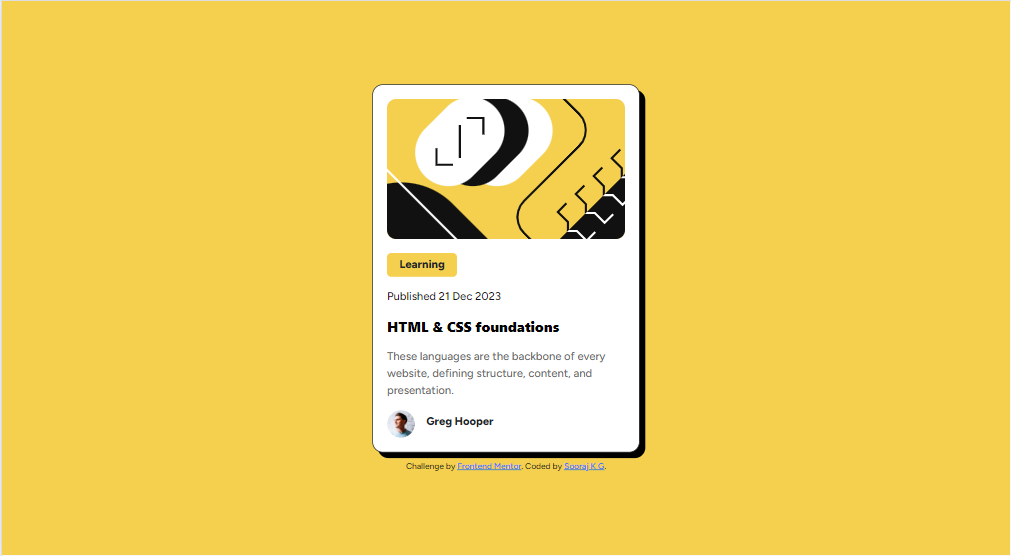 Learning
Published 21 Dec 2023
HTML & CSS foundations
These languages are the backbone of every
website, defining structure, content, and
presentation.
Greg Hooper
Challenge by Frontend Mentor. Coded by Sooraj K G.